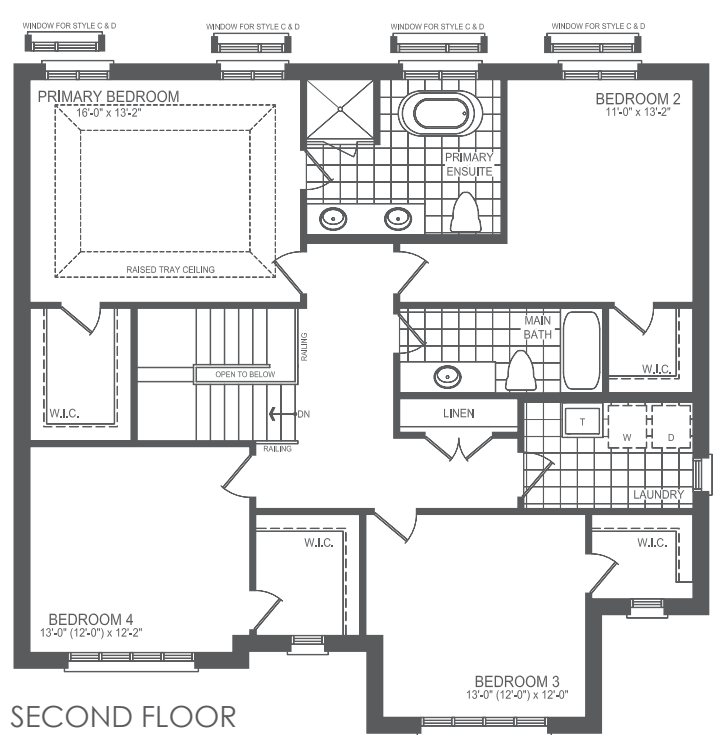 WINDOW FOR STYLE C & D
WINDOW FOR STYLE C & D
WINDOW FOR STYLE C & D
WINDOW FOR STYLE C & D
PRIMARY BEDROOM
16'-0" x 13'-2"
RAISED TRAY CEILING
PRIMARY
ENSUITE
BEDROOM 2
11'-0" x 13'-2"
W.I.C.
OPEN TO BELOW
RAILING
DN
RAILING
MAIN
BATH
W.I.C.
LINEN
T
W
D
LAUNDRY
W.I.C.
W.I.C.
BEDROOM 4
13'-0" (12'-0") x 12'-2"
BEDROOM 3
13'-0" (12'-0") x 12'-0"
SECOND FLOOR